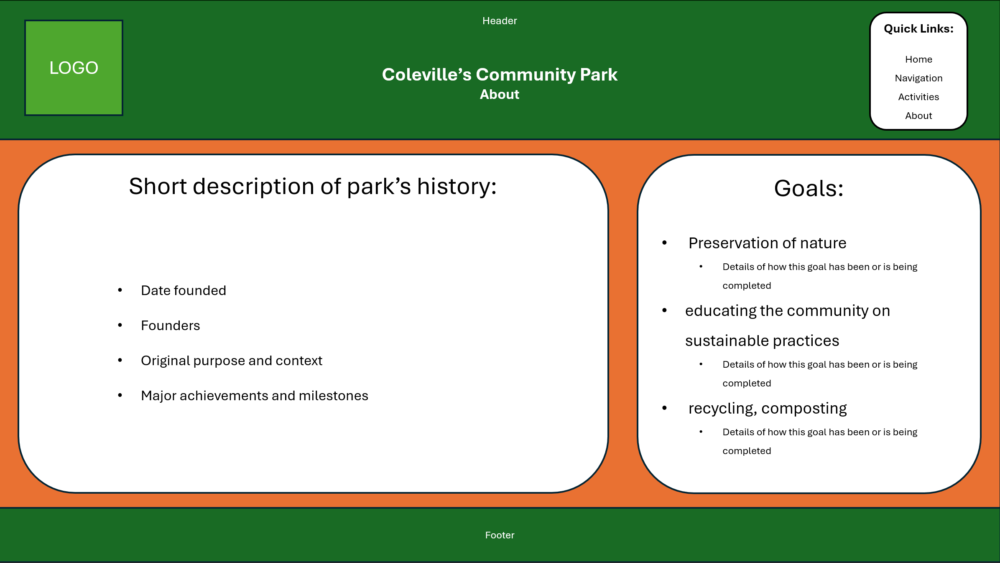 Header
LOGO
Coleville’s Community Park
About
Quick Links:
Home
Navigation
Activities
About
Short description of park’s history:
• Date founded
• Founders
• Original purpose and context
• Major achievements and milestones
Goals:
• Preservation of nature
• Details of how this goal has been or is being
completed
• educating the community on
sustainable practices
• Details of how this goal has been or is being
completed
• recycling, composting
• Details of how this goal has been or is being
completed
Footer